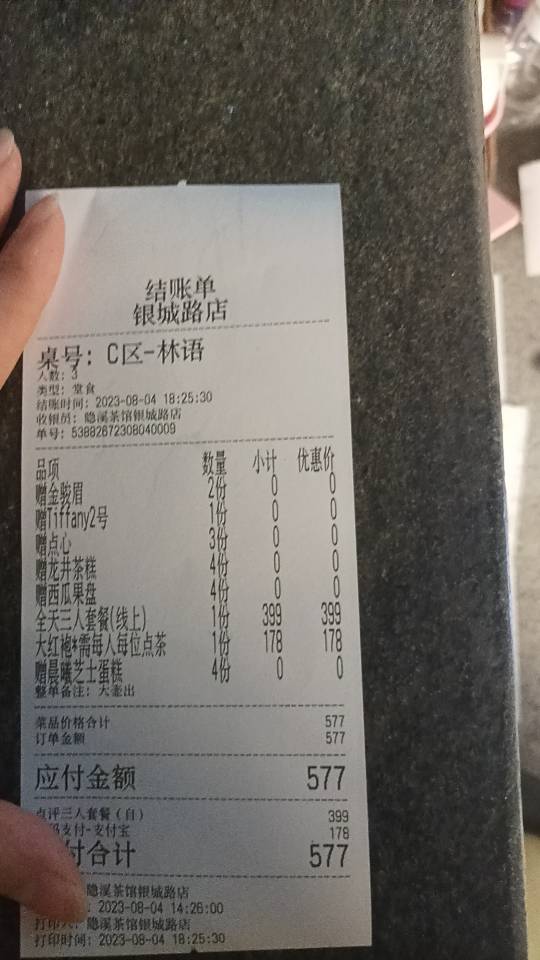 结账单
银城路店
桌号: C区-林语
人数: 3
类型: 堂食
结账时间: 2023-08-04 18:25:30
收银员: 隐溪茶馆银城路店
单号: 53882672308040009
品项 数量 小计 优惠价
赠金骏眉 2份 0 0
赠Tiffany2号 1份 0 0
赠点心 3份 0 0
赠龙井茶糕 4份 0 0
赠西瓜果盘 4份 0 0
全天三人套餐(线上) 1份 399 399
大红袍*需每人每位点茶 1份 178 178
赠晨曦芝士蛋糕 4份 0 0
整单备注: 大壶出
菜品价格合计 577
订单金额 577
应付金额 577
点评三人套餐(自) 399
码支付-支付宝 178
付合计 577
隐溪茶馆银城路店
: 2023-08-04 14:26:00
打印人: 隐溪茶馆银城路店
打印时间: 2023-08-04 18:25:30